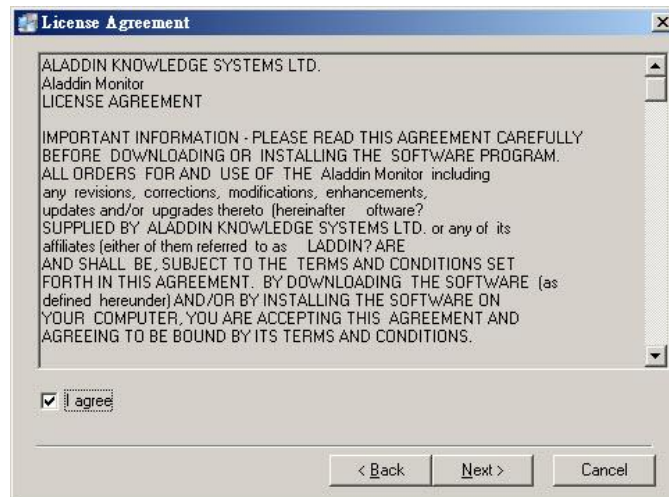 License Agreement
ALADDIN KNOWLEDGE SYSTEMS LTD.
Aladdin Monitor
LICENSE AGREEMENT
IMPORTANT INFORMATION - PLEASE READ THIS AGREEMENT CAREFULLY
BEFORE DOWNLOADING OR INSTALLING THE SOFTWARE PROGRAM.
ALL ORDERS FOR AND USE OF THE Aladdin Monitor including
any revisions, corrections, modifications, enhancements,
updates and/or upgrades thereto (hereinafter oftware?
SUPPLIED BY ALADDIN KNOWLEDGE SYSTEMS LTD. or any of its
affiliates (either of them referred to as LADDIN? ARE
AND SHALL BE, SUBJECT TO THE TERMS AND CONDITIONS SET
FORTH IN THIS AGREEMENT. BY DOWNLOADING THE SOFTWARE (as
defined hereunder) AND/OR BY INSTALLING THE SOFTWARE ON
YOUR COMPUTER, YOU ARE ACCEPTING THIS AGREEMENT AND
AGREEING TO BE BOUND BY ITS TERMS AND CONDITIONS.
I agree
< Back Next > Cancel